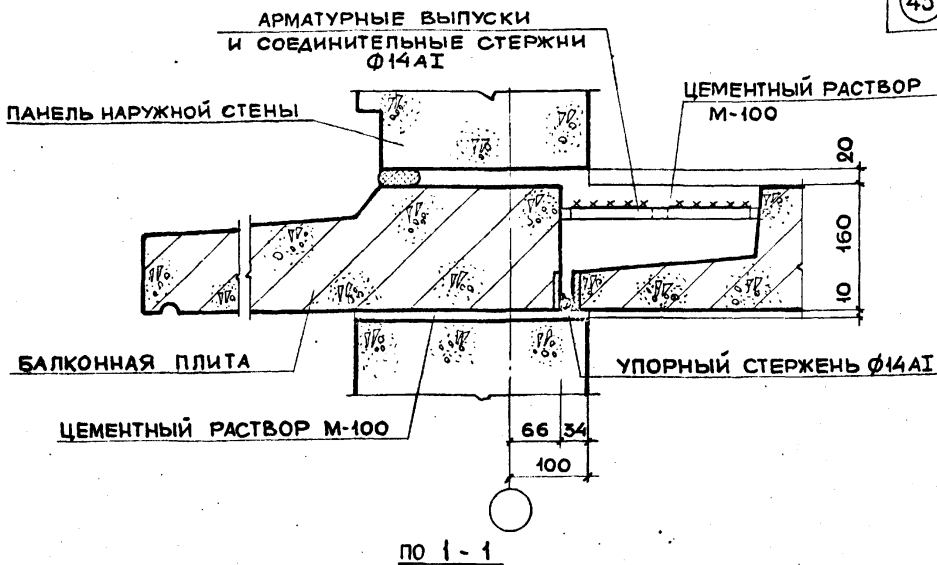 АРМАТУРНЫЕ ВЫПУСКИ
И СОЕДИНИТЕЛЬНЫЕ СТЕРЖНИ
Ф14АI
ПАНЕЛЬ НАРУЖНОЙ СТЕНЫ
ЦЕМЕНТНЫЙ РАСТВОР
М-100
20
160
10
БАЛКОННАЯ ПЛИТА
УПОРНЫЙ СТЕРЖЕНЬ Ф14АI
ЦЕМЕНТНЫЙ РАСТВОР М-100
66 34
100
ПО 1-1